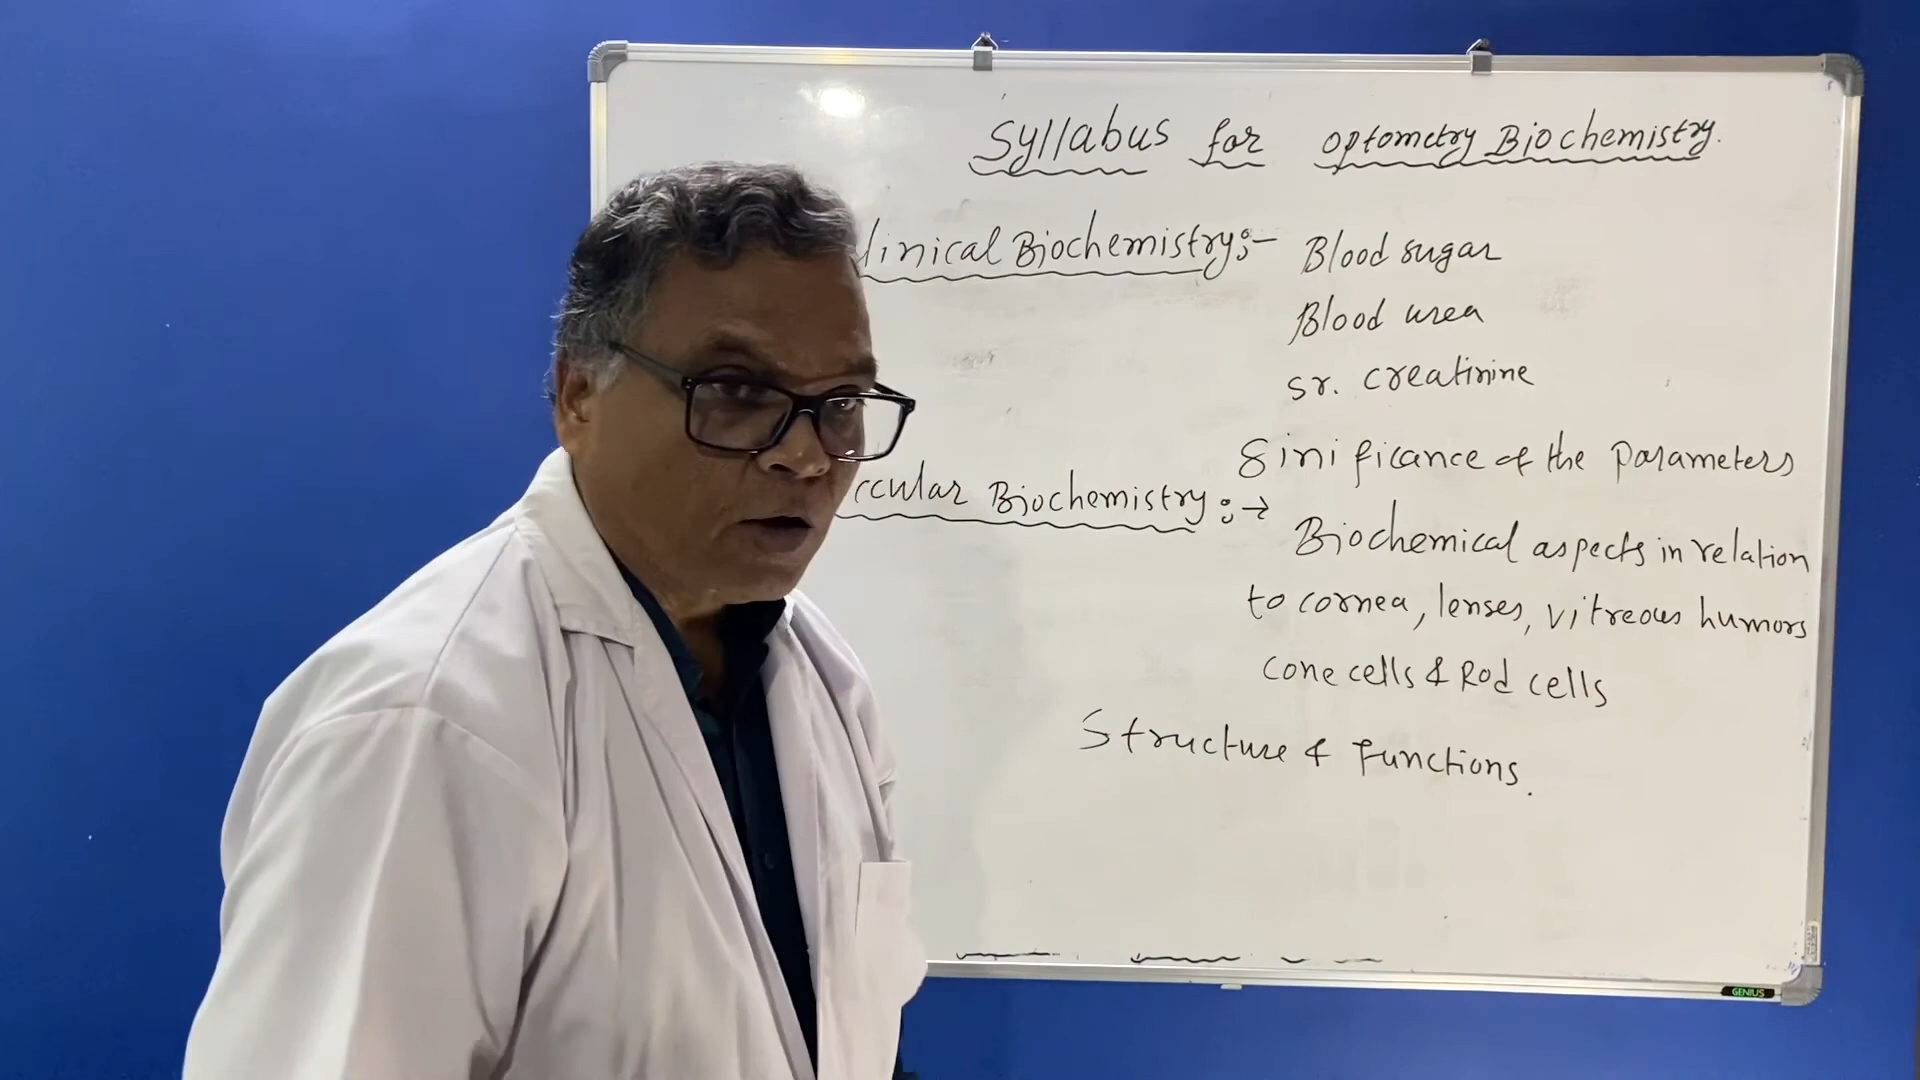 Syllabus for Optometry Biochemistry.
linical Biochemistry:- Blood sugar
Blood urea
Sr. creatinine
Sinificance of the Parameters
ccular Biochemistry:→
Biochemical aspects in relation
to cornea, lenses, vitreous humors
cone cells & Rod cells
Structure & Functions.
GENIUS